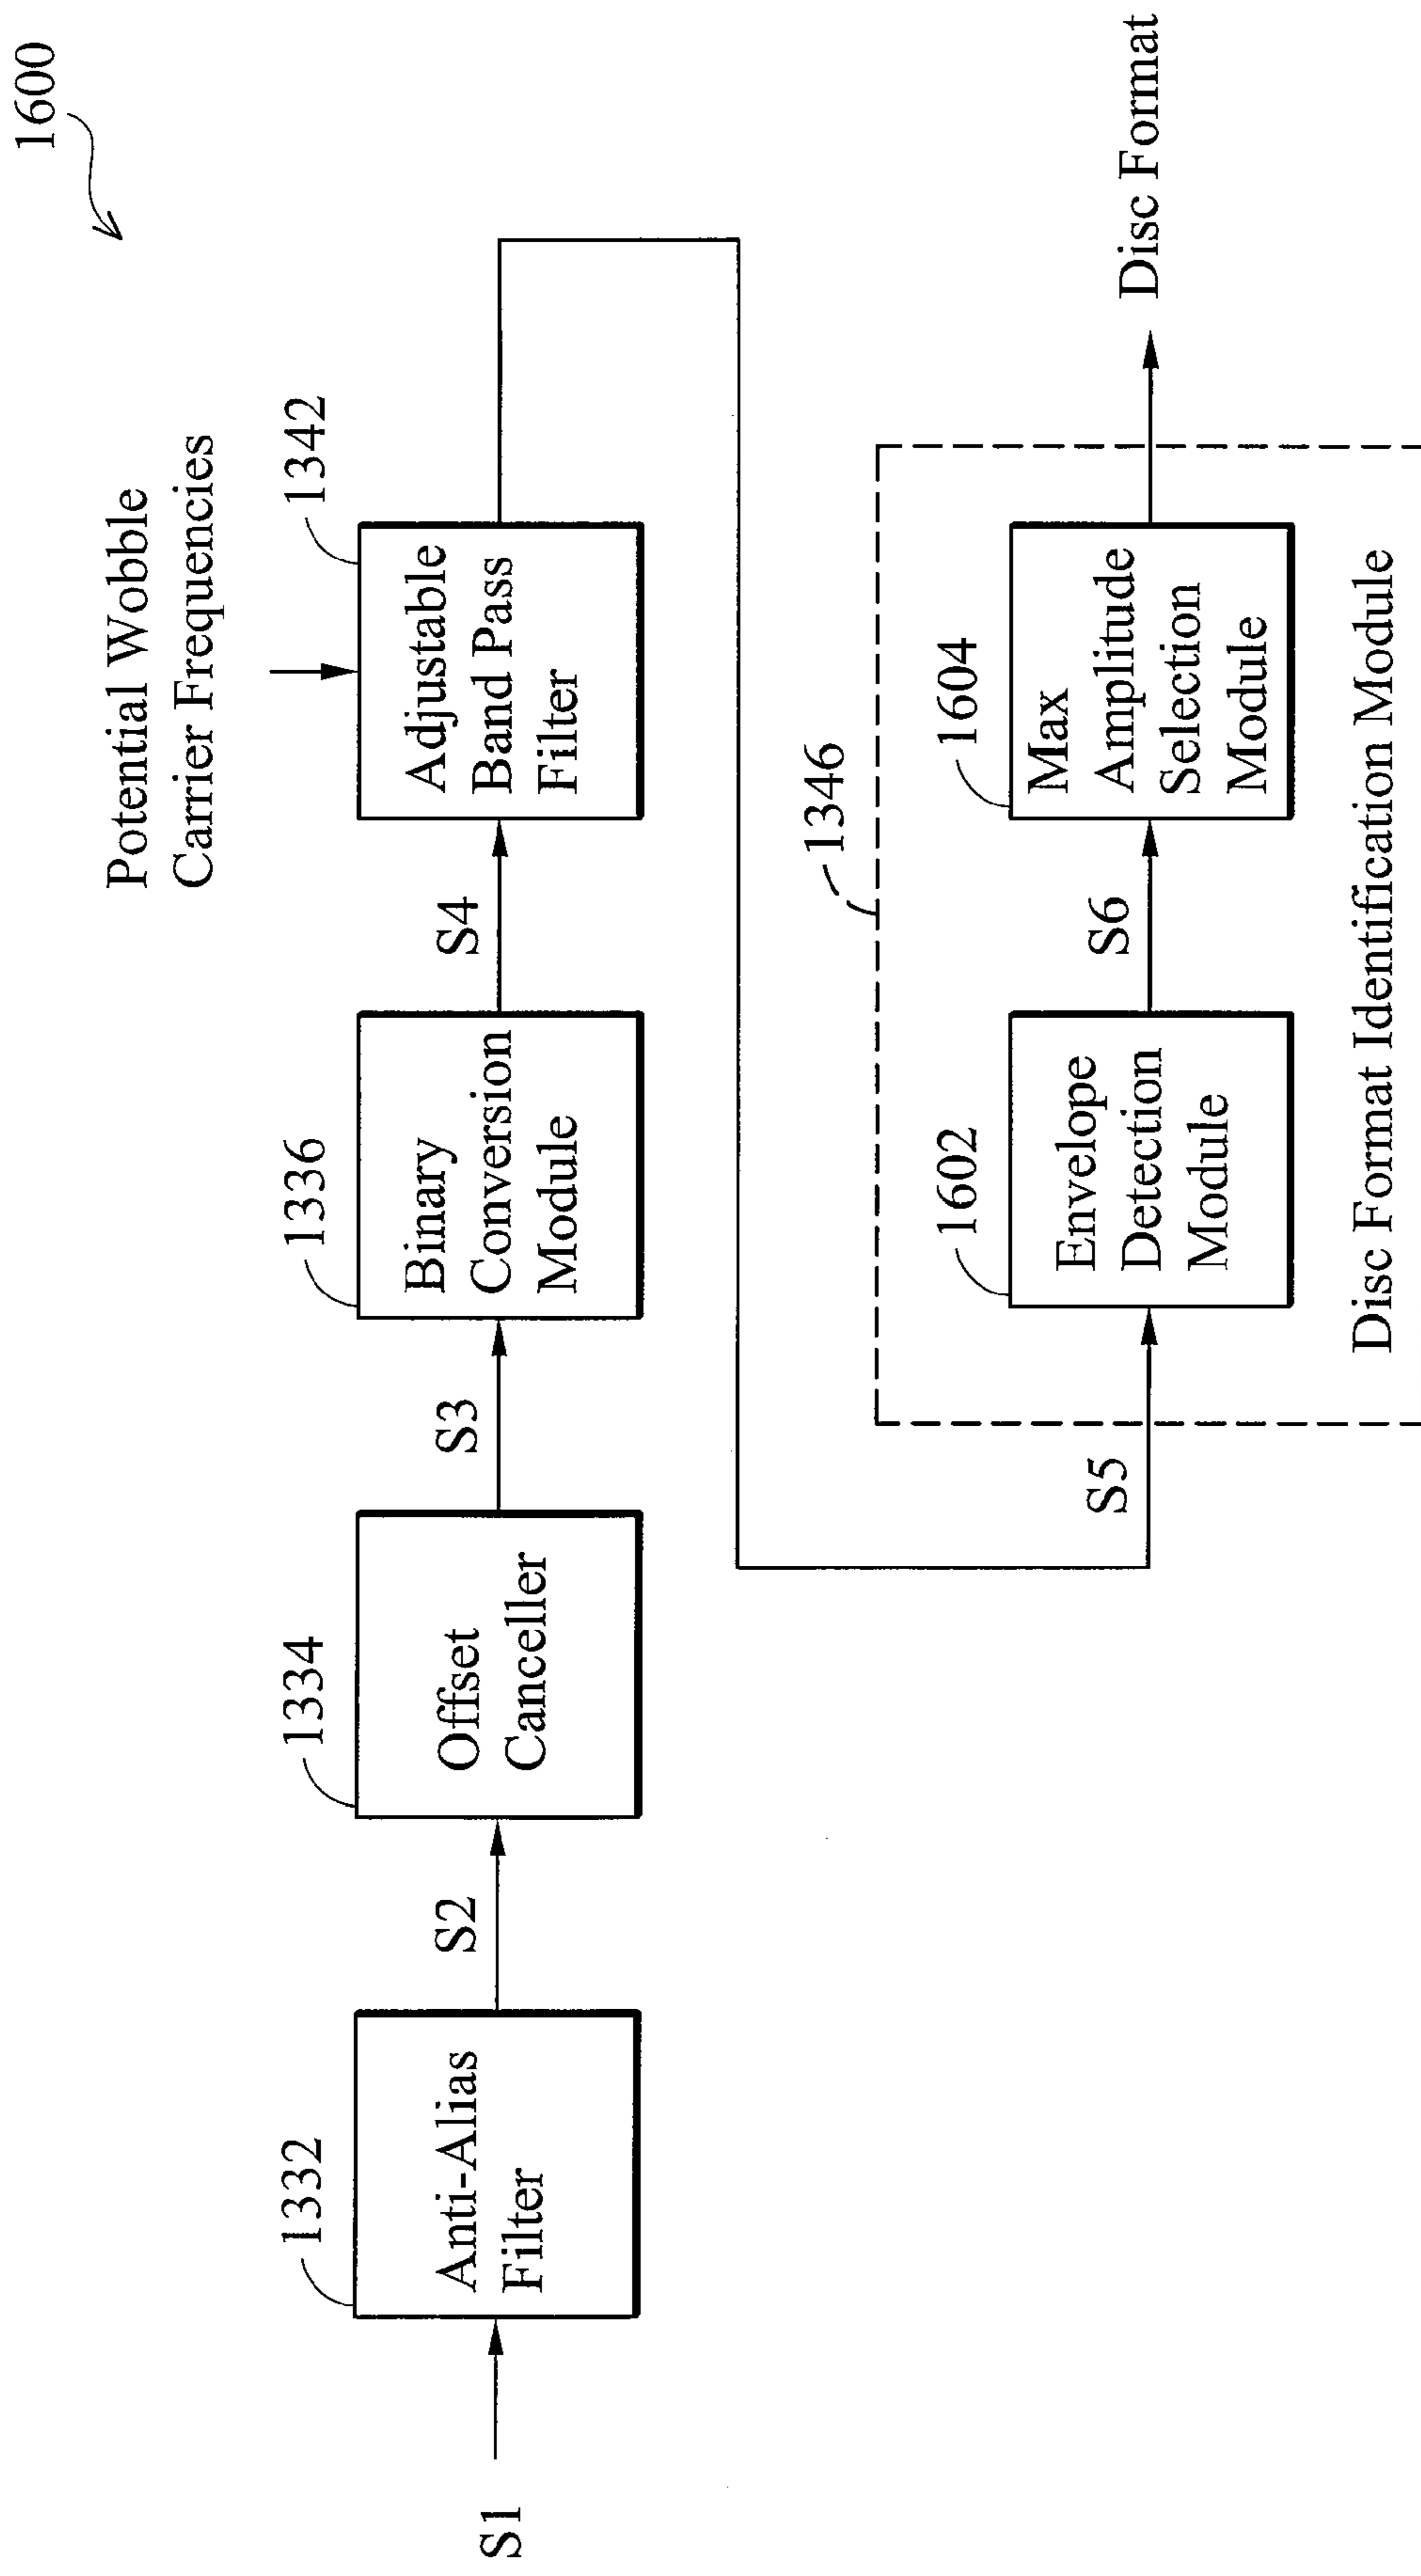 1600
Potential Wobble
Carrier Frequencies
1332
1334
1336
1342
S1
Anti-Alias
Filter
S2
Offset
Canceller
S3
Binary
Conversion
Module
S4
Adjustable
Band Pass
Filter
1346
S5
1602
Envelope
Detection
Module
S6
1604
Max
Amplitude
Selection
Module
Disc Format
Disc Format Identification Module